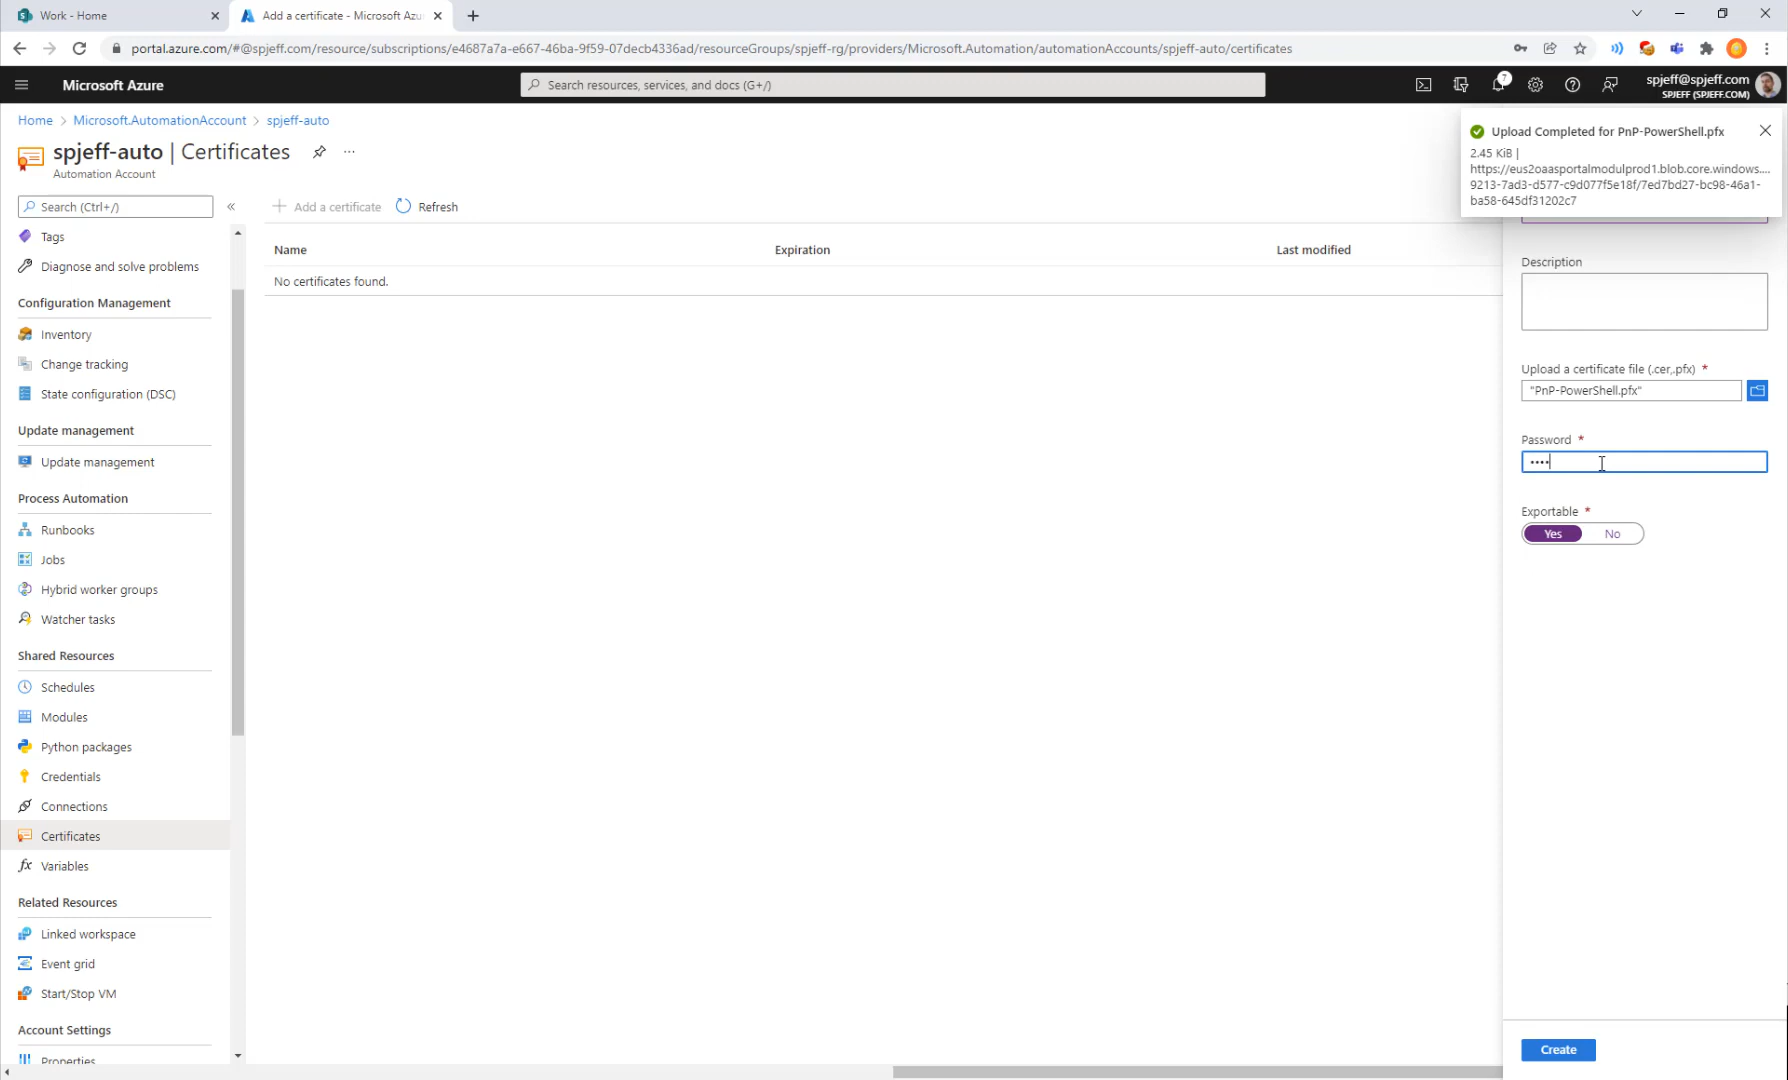 Work - Home
Add a certificate - Microsoft Azu
portal.azure.com/#@spjeff.com/resource/subscriptions/e4687a7a-e667-46ba-9f59-07decb4336ad/resourceGroups/spjeff-rg/providers/Microsoft.Automation/automationAccounts/spjeff-auto/certificates
Microsoft Azure
Search resources, services, and docs (G+/)
7
spjeff@spjeff.com
SPJEFF (SPJEFF.COM)
Home > Microsoft.AutomationAccount > spjeff-auto
spjeff-auto | Certificates
Automation Account
Search (Ctrl+/)
«
Tags
Diagnose and solve problems
Configuration Management
Inventory
Change tracking
State configuration (DSC)
Update management
Update management
Process Automation
Runbooks
Jobs
Hybrid worker groups
Watcher tasks
Shared Resources
Schedules
Modules
Python packages
Credentials
Connections
Certificates
fx Variables
Related Resources
Linked workspace
Event grid
Start/Stop VM
Account Settings
Properties
Add a certificate Refresh
Name Expiration Last modified
No certificates found.
Upload Completed for PnP-PowerShell.pfx
2.45 KiB |
https://eus2oaasportalmodulprod1.blob.core.windows....
9213-7ad3-d577-c9d077f5e18f/7ed7bd27-bc98-46a1-
ba58-645df31202c7
Description
Upload a certificate file (.cer,.pfx) *
"PnP-PowerShell.pfx"
Password *
••••
Exportable *
Yes No
Create